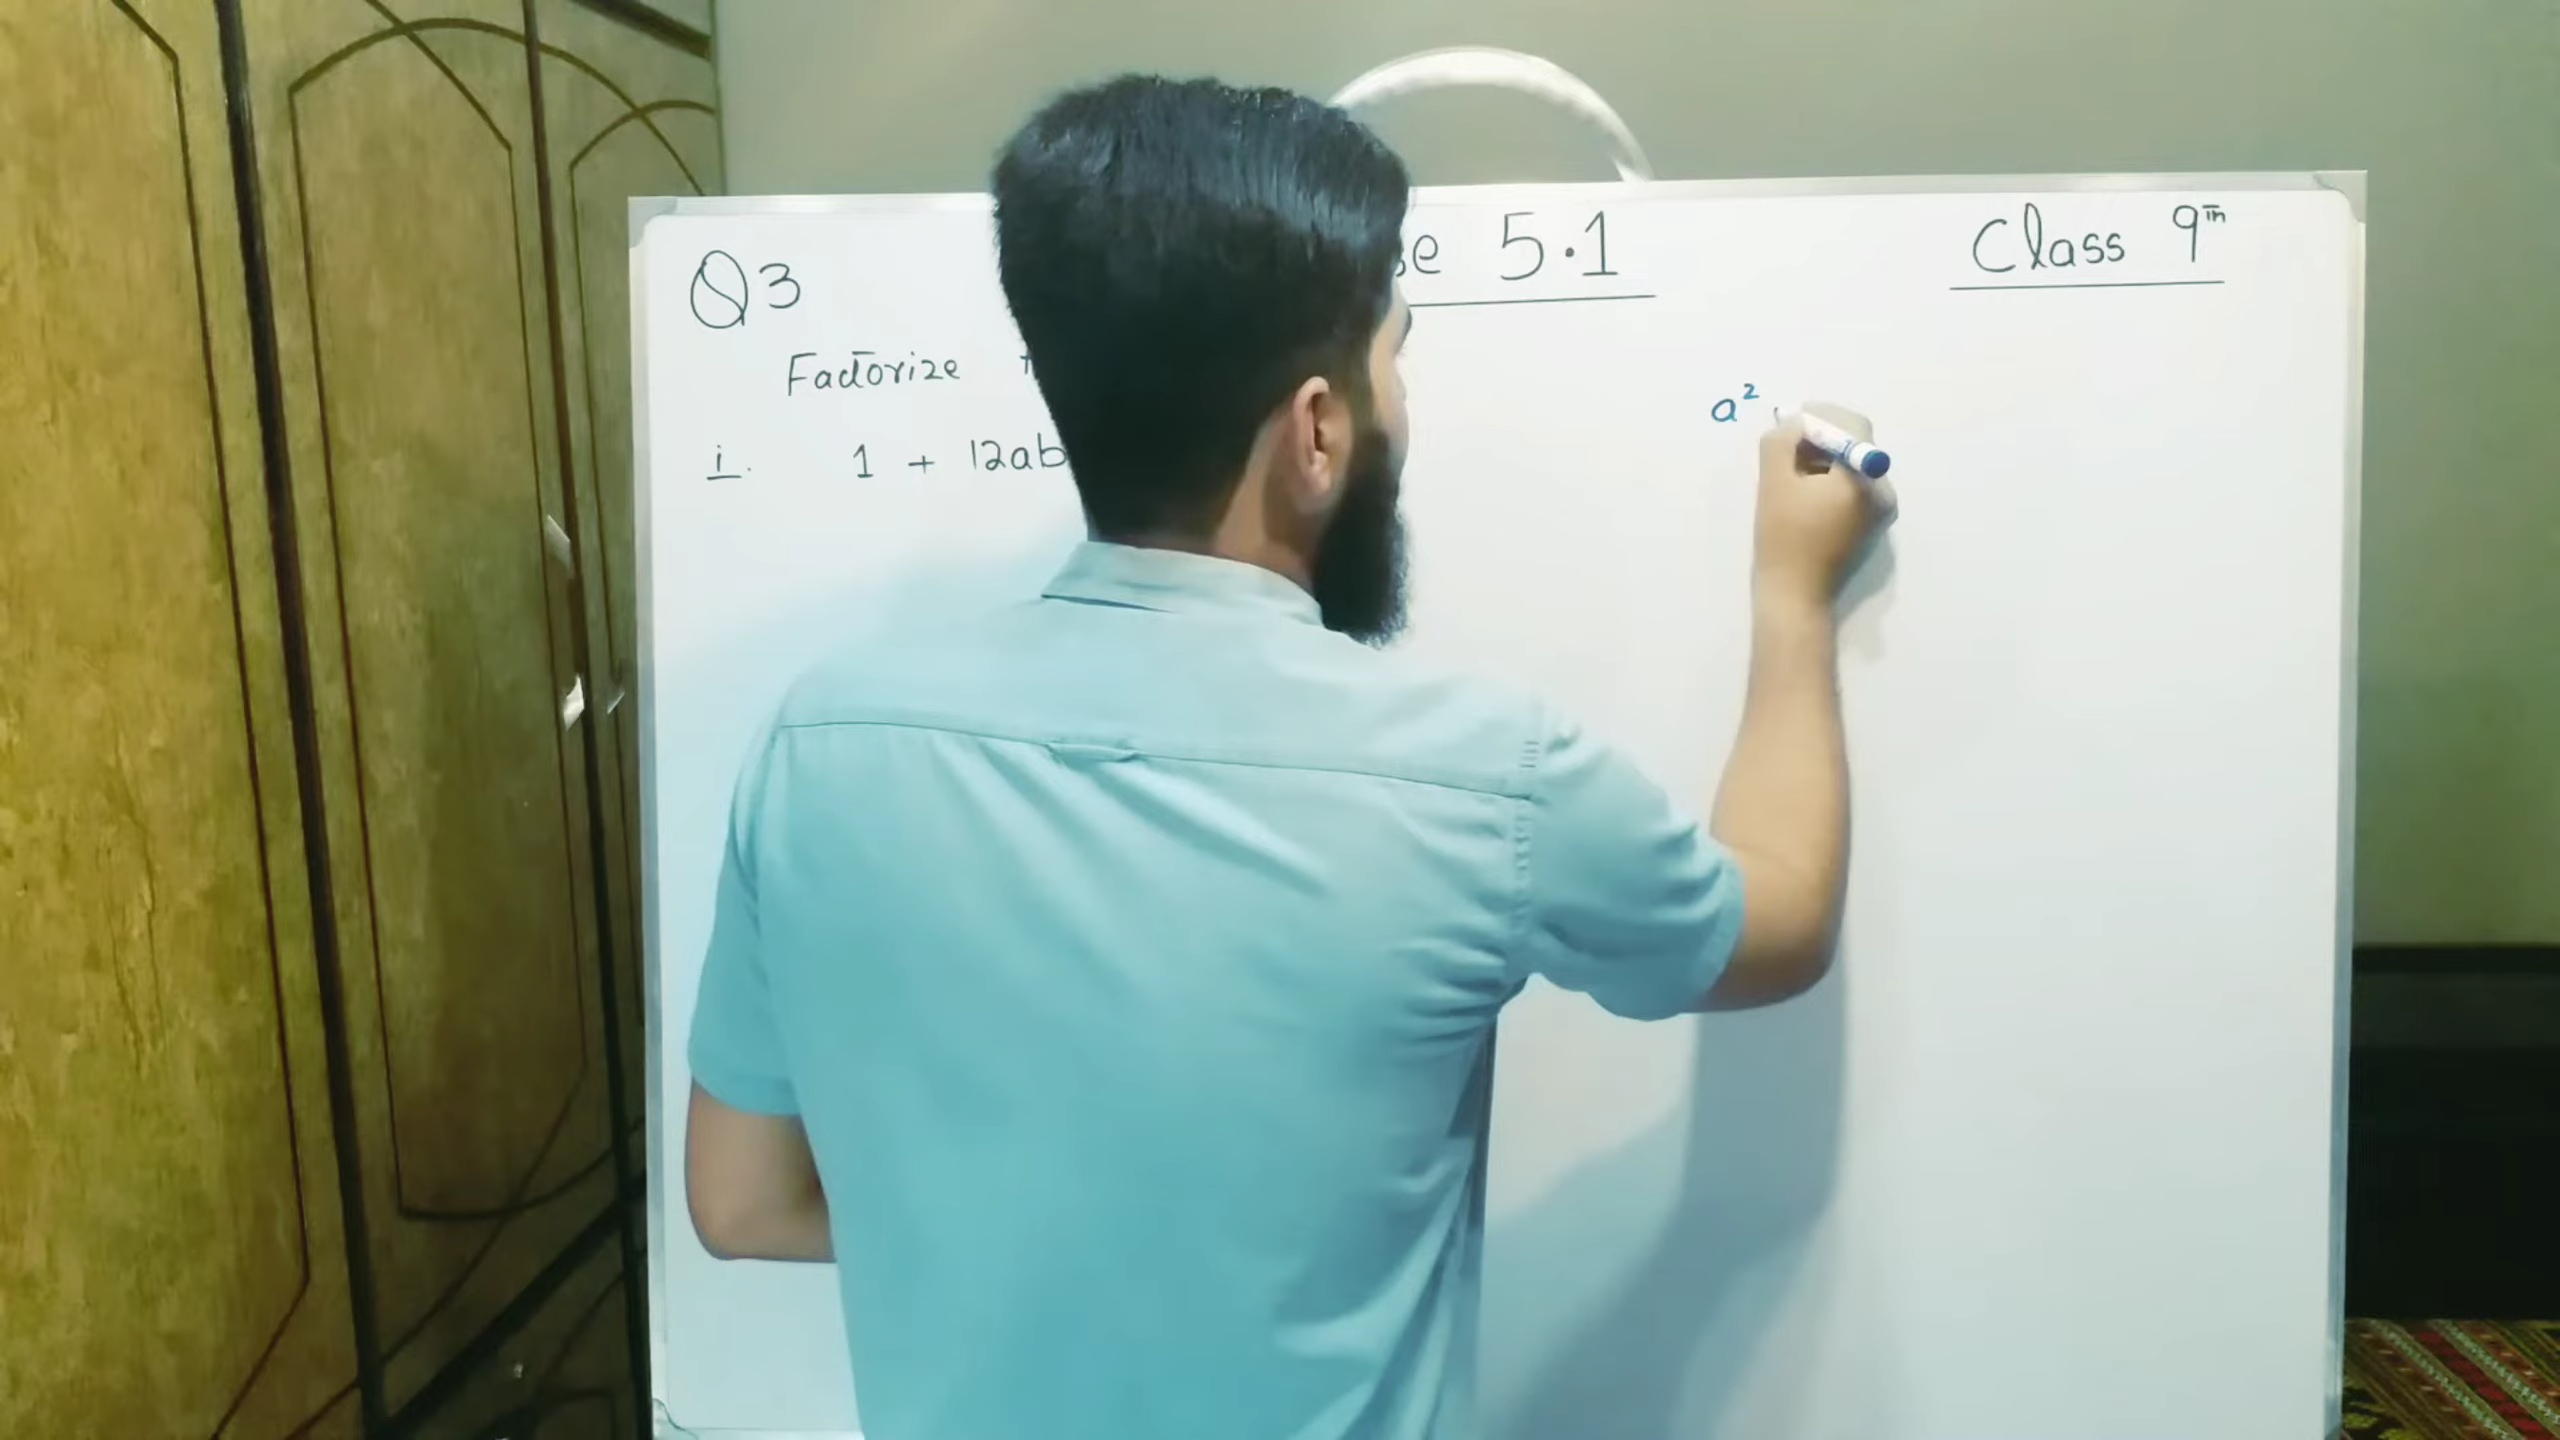 se 5.1
Class 9th
Q3
Factorize
i. 1 + 12ab
a²